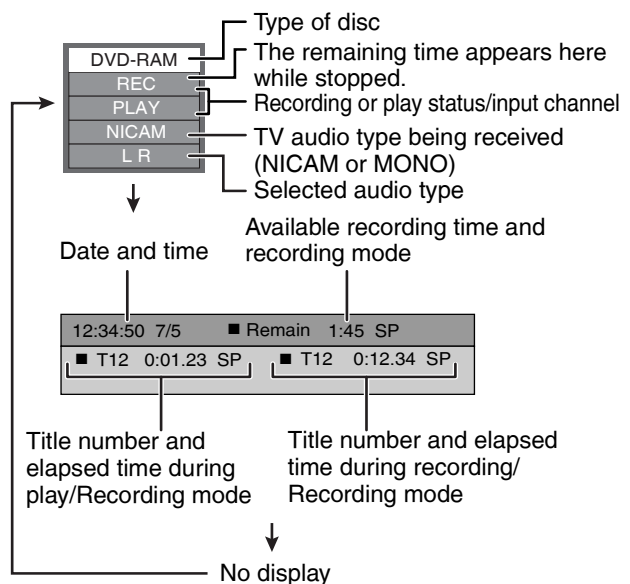 DVD-RAM
REC
PLAY
NICAM
L R
Type of disc
The remaining time appears here
while stopped.
Recording or play status/input channel
TV audio type being received
(NICAM or MONO)
Selected audio type
Date and time
Available recording time and
recording mode
12:34:50 7/5 ■ Remain 1:45 SP
■ T12 0:01.23 SP ■ T12 0:12.34 SP
Title number and
elapsed time during
play/Recording mode
Title number and elapsed
time during recording/
Recording mode
No display